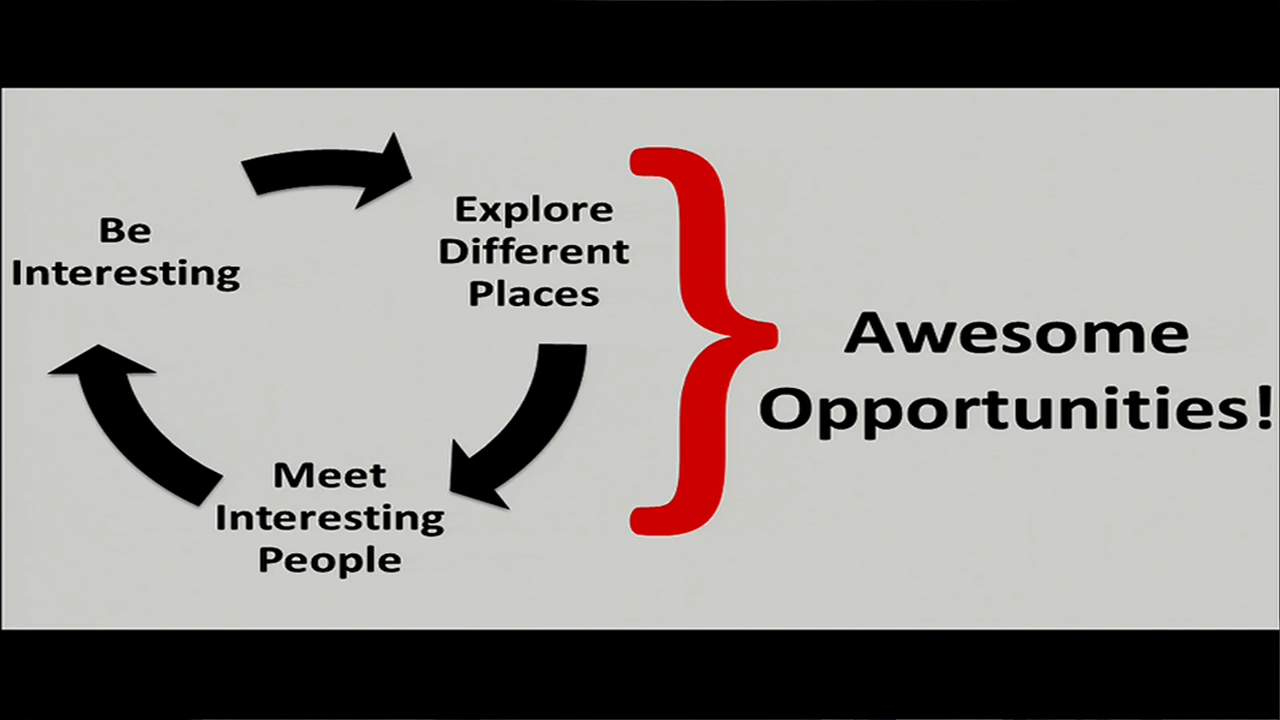 Be
Interesting
Explore
Different
Places
Meet
Interesting
People
Awesome
Opportunities!